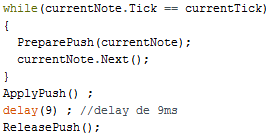 while(currentNote.Tick == currentTick)
{
  PreparePush(currentNote);
  currentNote.Next();
}
ApplyPush() ;
delay(9) ; //delay de 9ms
ReleasePush();